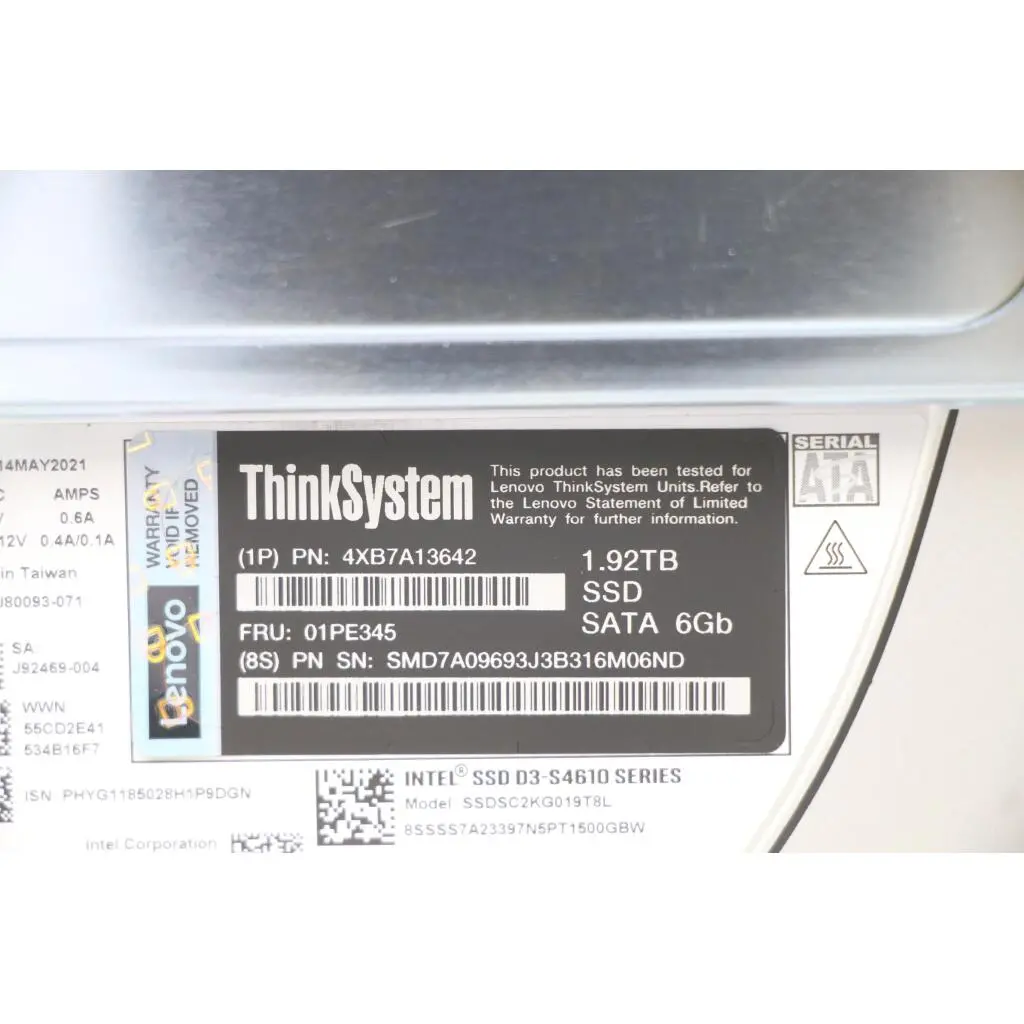 14MAY2021
AMPS
0.6A
12V 0.4A/0.1A
in Taiwan
J80093-071
SA
J92469-004
WWN
55CD2E41
534B16F7
ISN: PHYG1185028H1P9DGN
Intel Corporation
WARRANTY
VOID IF
REMOVED
Lenovo
ThinkSystem
This product has been tested for
Lenovo ThinkSystem Units.Refer to
the Lenovo Statement of Limited
Warranty for further information.
(1P) PN: 4XB7A13642
1.92TB
SSD
SATA 6Gb
FRU: 01PE345
(8S) PN SN: SMD7A09693J3B316M06ND
SERIAL
ATA
INTEL® SSD D3-S4610 SERIES
Model: SSDSC2KG019T8L
8SSSS7A23397N5PT1500GBW